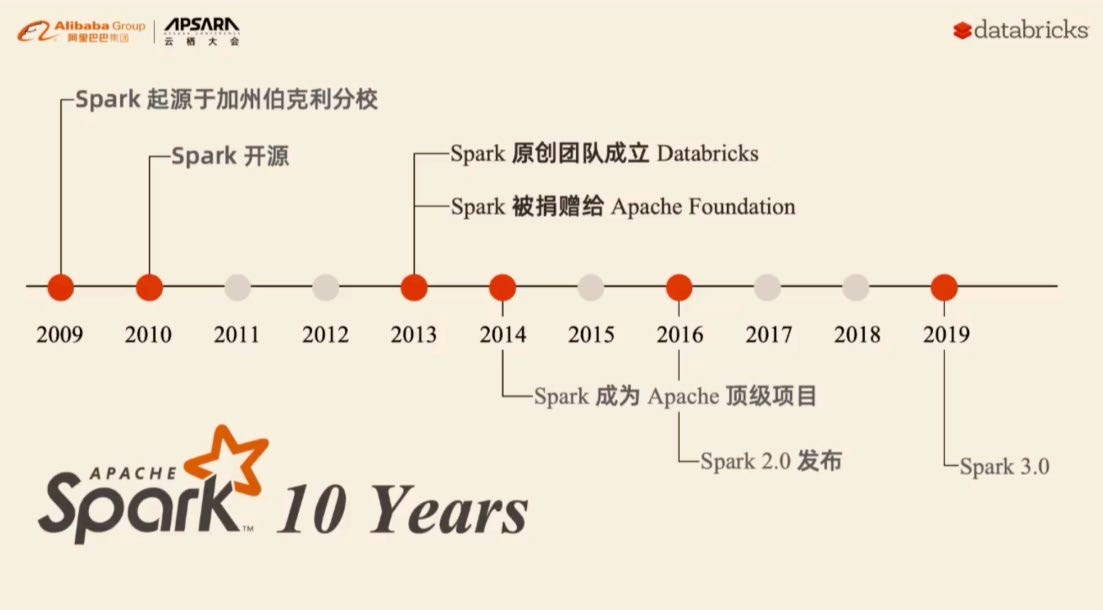 Alibaba Group
阿里巴巴集团
APSARA
云栖大会
databricks
Spark 起源于加州伯克利分校
Spark 开源
Spark 原创团队成立 Databricks
Spark 被捐赠给 Apache Foundation
2009 2010 2011 2012 2013 2014 2015 2016 2017 2018 2019
Spark 成为 Apache 顶级项目
Spark 2.0 发布
Spark 3.0
APACHE
Spark™ 10 Years